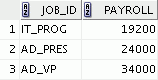 JOB_ID PAYROLL
1 IT_PROG 19200
2 AD_PRES 24000
3 AD_VP 34000